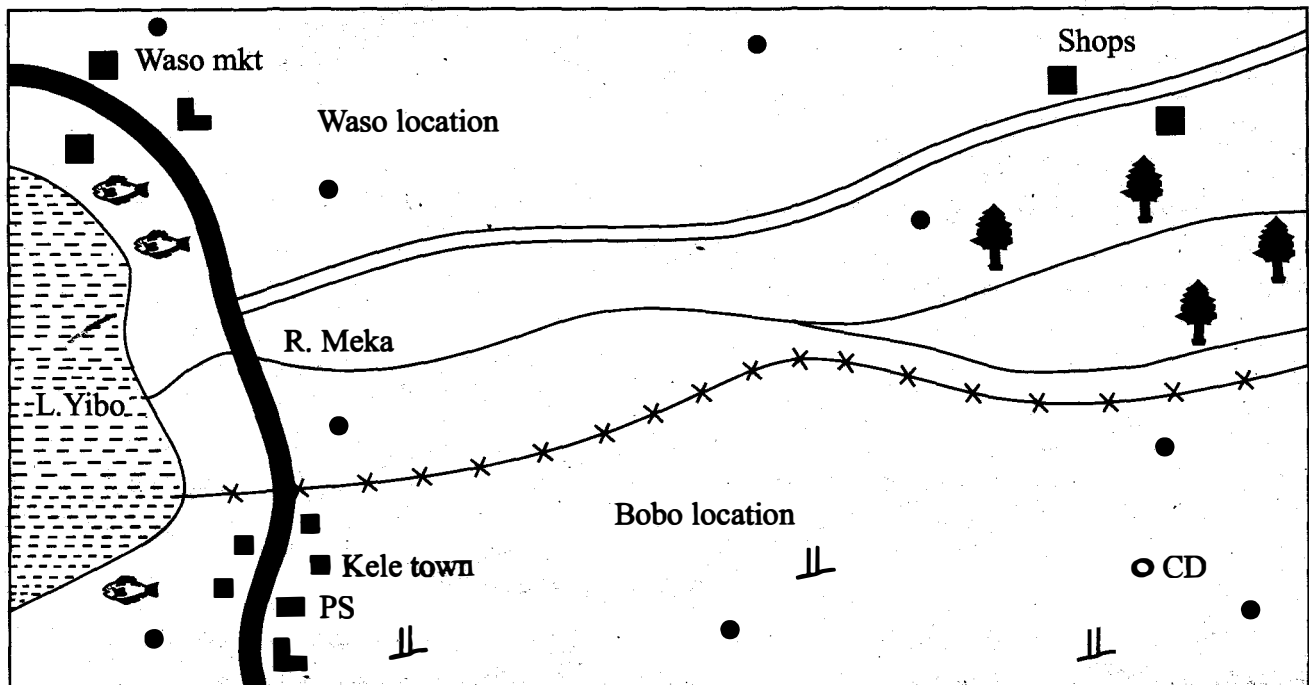 Shops
Waso mkt
Waso location
R. Meka
L.Yibo
Bobo location
Kele town
CD
PS